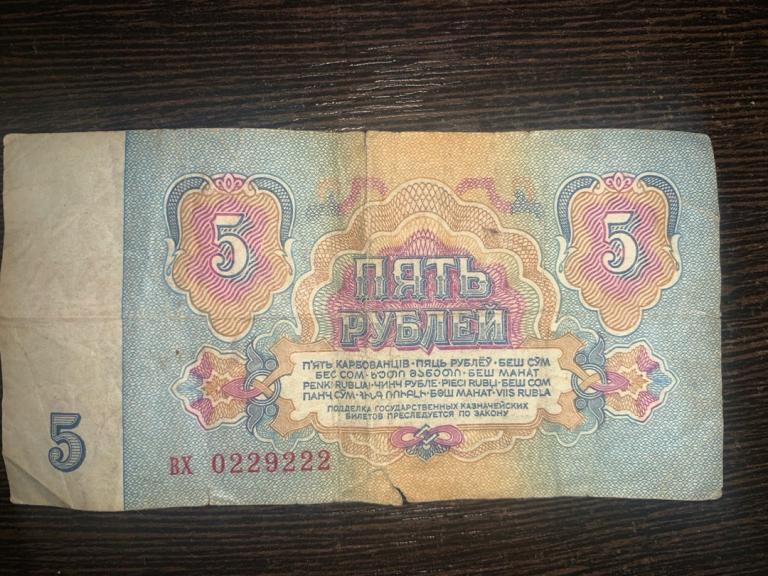 5
5
ПЯТЬ
РУБЛЕЙ
П'ЯТЬ КАРБОВАНЦІВ · ПЯЦЬ РУБЛЁЎ · БЕШ СЎМ
БЕС СОМ · ხუთი მანეთი · БЕШ МАНАТ
PENKI RUBLIAI · ЧИНЧ РУБЛЕ · PIECI RUBĻI · БЕШ СОМ
ПАНҶ СЎМ · ՀԻՆԳ ՌՈՒԲԼԻ · БӘШ МАНАТ · VIIS RUBLA
ПОДДЕЛКА ГОСУДАРСТВЕННЫХ КАЗНАЧЕЙСКИХ
БИЛЕТОВ ПРЕСЛЕДУЕТСЯ ПО ЗАКОНУ
5
ВХ 0229222